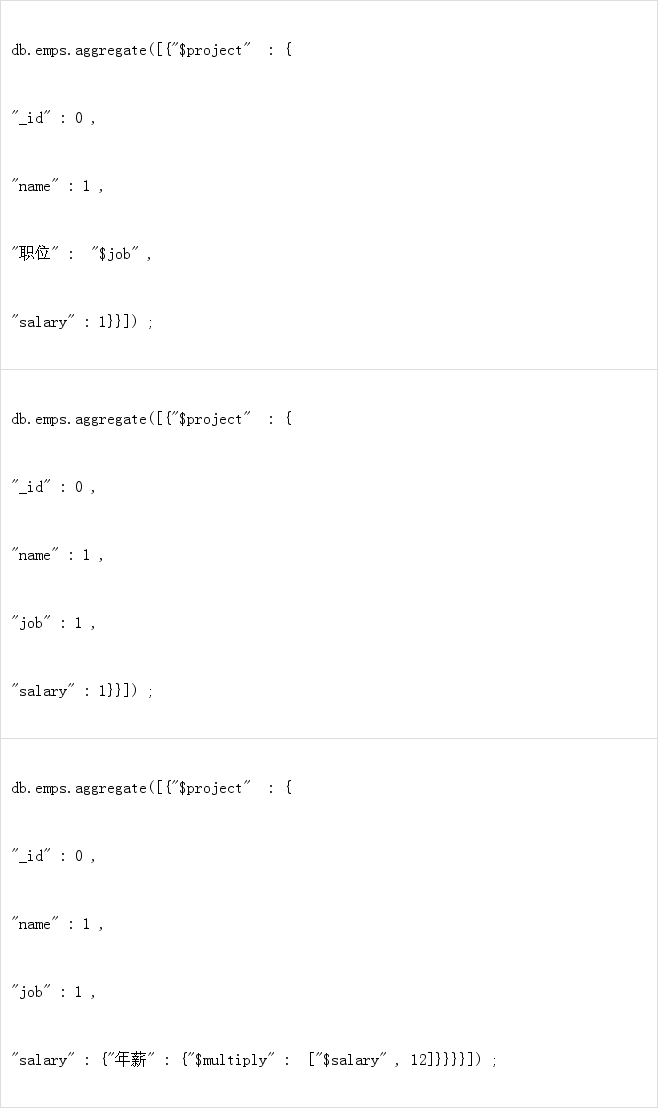 db.emps.aggregate([{"$project" : {
"_id" : 0 ,
"name" : 1 ,
"职位" : "$job" ,
"salary" : 1}}]) ;
db.emps.aggregate([{"$project" : {
"_id" : 0 ,
"name" : 1 ,
"job" : 1 ,
"salary" : 1}}]) ;
db.emps.aggregate([{"$project" : {
"_id" : 0 ,
"name" : 1 ,
"job" : 1 ,
"salary" : {"年薪" : {"$multiply" : ["$salary" , 12]}}}}]) ;